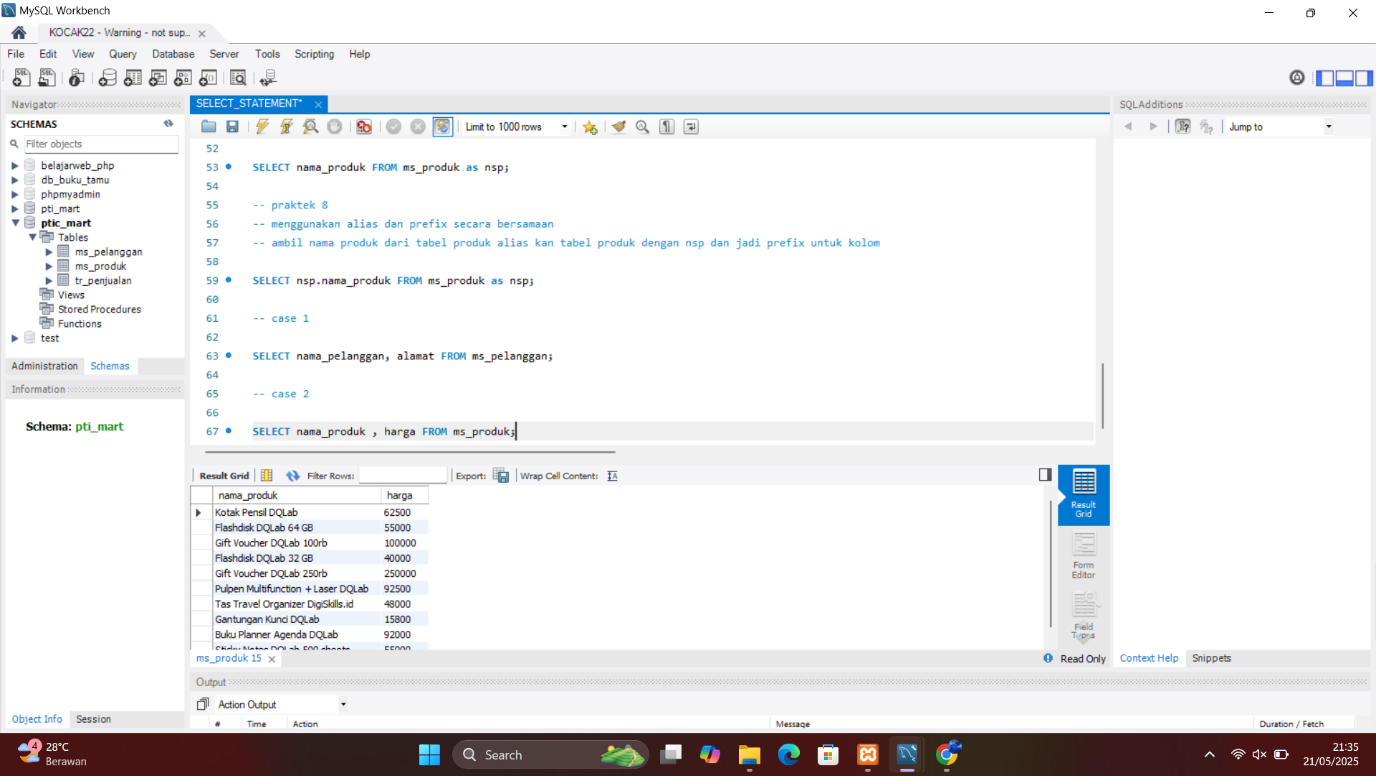 MySQL Workbench
KOCAK22 - Warning - not sup...
File Edit View Query Database Server Tools Scripting Help
Navigator
SCHEMAS
Filter objects
belajarweb_php
db_buku_tamu
phpmyadmin
pti_mart
ptic_mart
Tables
ms_pelanggan
ms_produk
tr_penjualan
Views
Stored Procedures
Functions
test
Administration Schemas
Information
Schema: pti_mart
Object Info Session
SELECT_STATEMENT*
Limit to 1000 rows
52
53 SELECT nama_produk FROM ms_produk as nsp;
54
55 -- praktek 8
56 -- menggunakan alias dan prefix secara bersamaan
57 -- ambil nama produk dari tabel produk alias kan tabel produk dengan nsp dan jadi prefix untuk kolom
58
59 SELECT nsp.nama_produk FROM ms_produk as nsp;
60
61 -- case 1
62
63 SELECT nama_pelanggan, alamat FROM ms_pelanggan;
64
65 -- case 2
66
67 SELECT nama_produk , harga FROM ms_produk;
Result Grid Filter Rows: Export: Wrap Cell Content:
nama_produk harga
Kotak Pensil DQLab 62500
Flashdisk DQLab 64 GB 55000
Gift Voucher DQLab 100rb 100000
Flashdisk DQLab 32 GB 40000
Gift Voucher DQLab 250rb 250000
Pulpen Multifunction + Laser DQLab 92500
Tas Travel Organizer DigiSkills.id 48000
Gantungan Kunci DQLab 15800
Buku Planner Agenda DQLab 92000
Sticky Notes DQLab 500 sheets 55000
Result Grid
Form Editor
Field Types
ms_produk 15
Read Only
Output
Action Output
# Time Action Message Duration / Fetch
SQLAdditions
Jump to
Context Help Snippets
4
28°C
Berawan
Search
21:35
21/05/2025